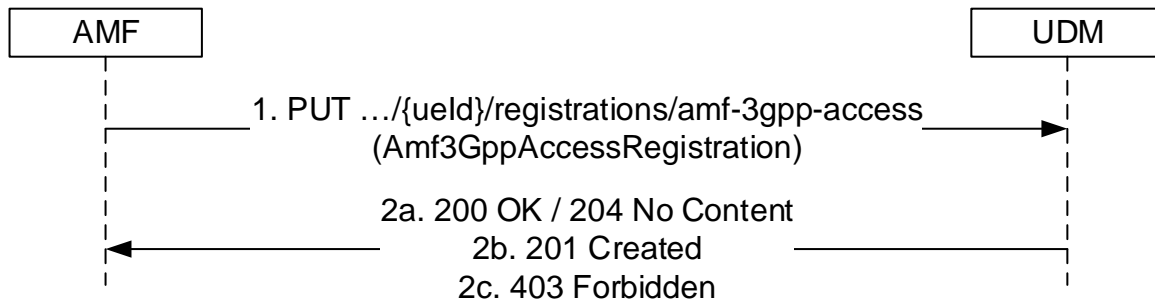 AMF
UDM
1. PUT …/{ueId}/registrations/amf-3gpp-access
(Amf3GppAccessRegistration)
2a. 200 OK / 204 No Content
2b. 201 Created
2c. 403 Forbidden